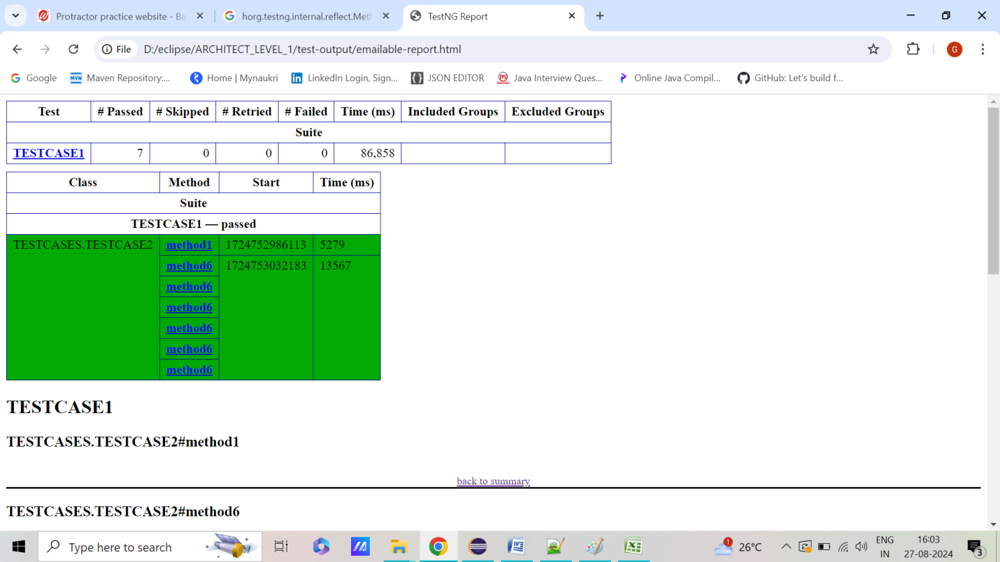 Protractor practice website - Ba
horg.testng.internal.reflect.Met
TestNG Report
File D:/eclipse/ARCHITECT_LEVEL_1/test-output/emailable-report.html
G
Google Maven Repository:... Home | Mynaukri LinkedIn Login, Sign... JSON EDITOR Java Interview Ques... Online Java Compil... GitHub: Let's build f...
Test # Passed # Skipped # Retried # Failed Time (ms) Included Groups Excluded Groups
Suite
TESTCASE1 7 0 0 0 86,858
Class Method Start Time (ms)
Suite
TESTCASE1 — passed
TESTCASES.TESTCASE2 method1 1724752986113 5279
method6 1724753032183 13567
method6
method6
method6
method6
method6
TESTCASE1
TESTCASES.TESTCASE2#method1
back to summary
TESTCASES.TESTCASE2#method6
Type here to search
1
26°C
ENG
IN
16:03
27-08-2024
3